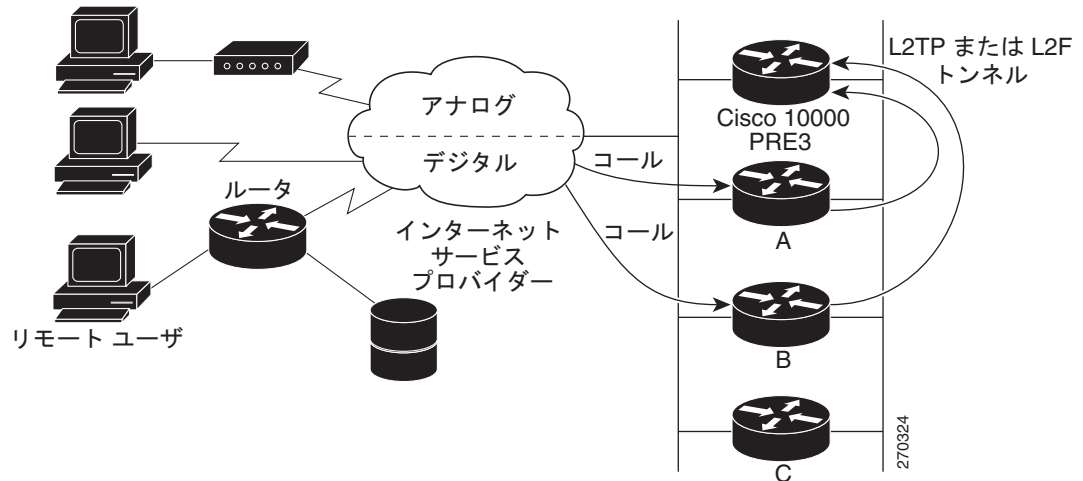 アナログ
デジタル
ルータ
インターネット
サービス
プロバイダー
リモート ユーザ
コール
コール
L2TP または L2F
トンネル
Cisco 10000
PRE3
A
B
C
270324